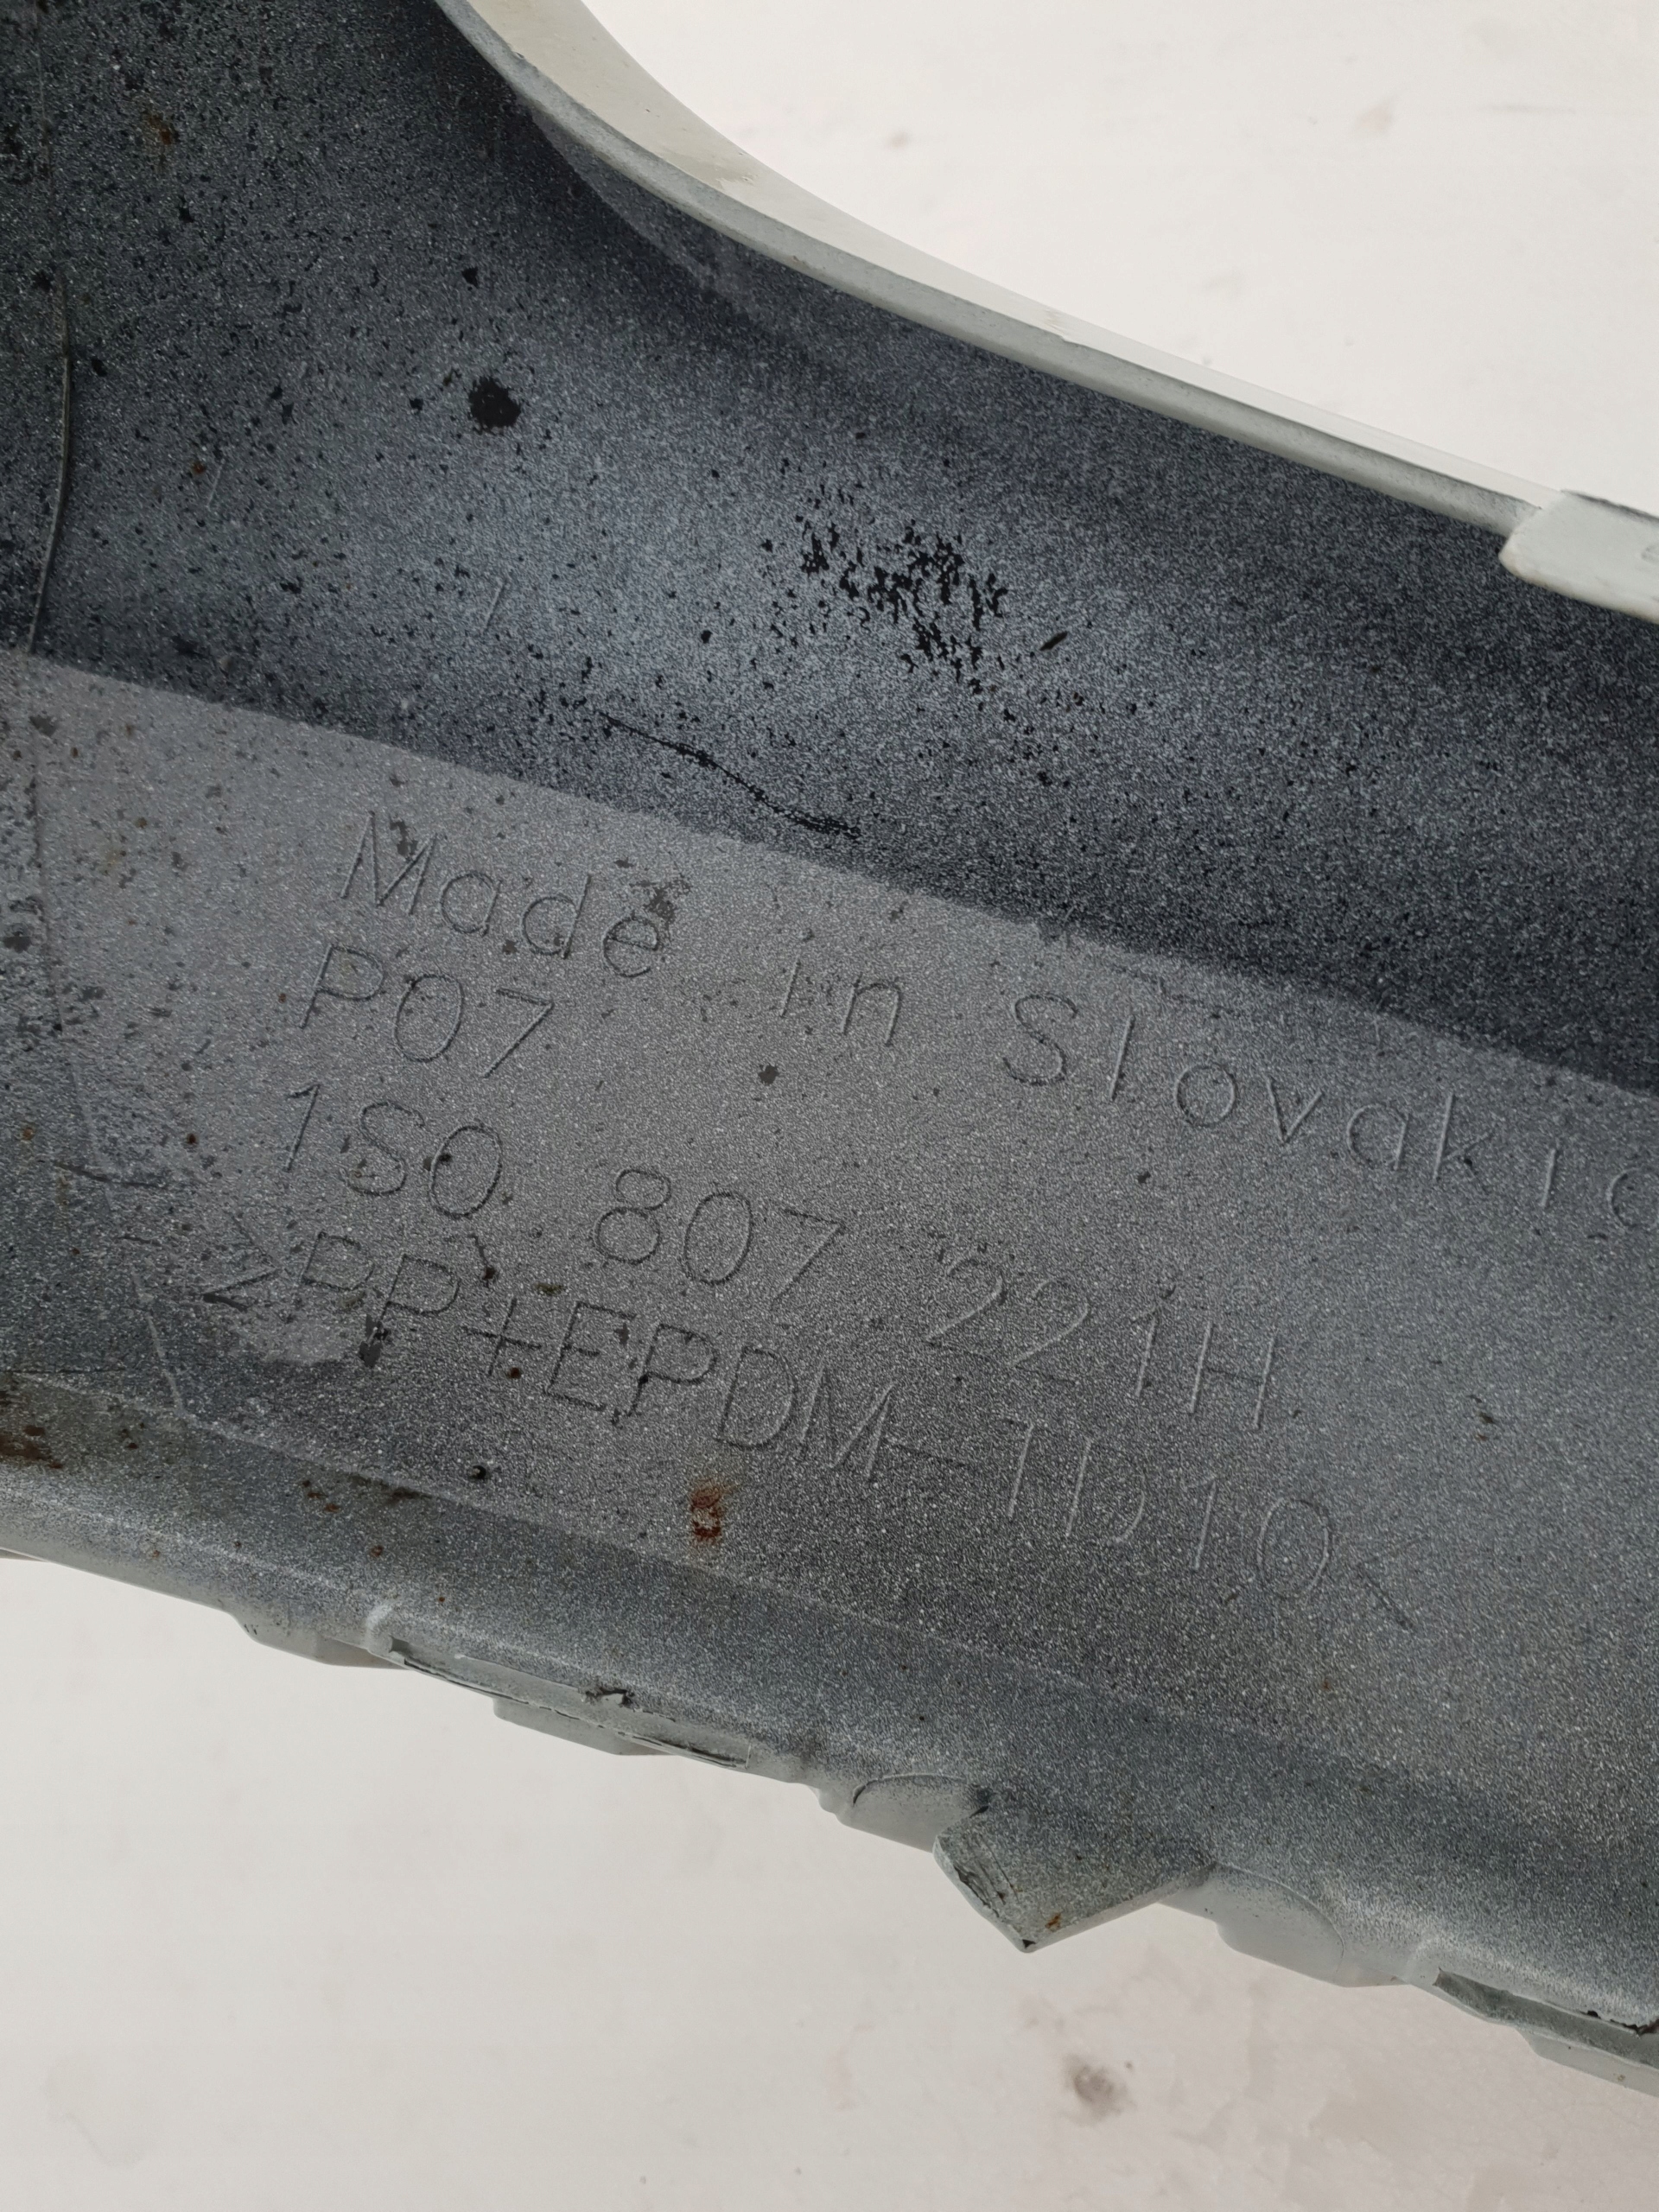 Made in Slovakia
P07
1S0 807 221H
>PP+EPDM-TD10<